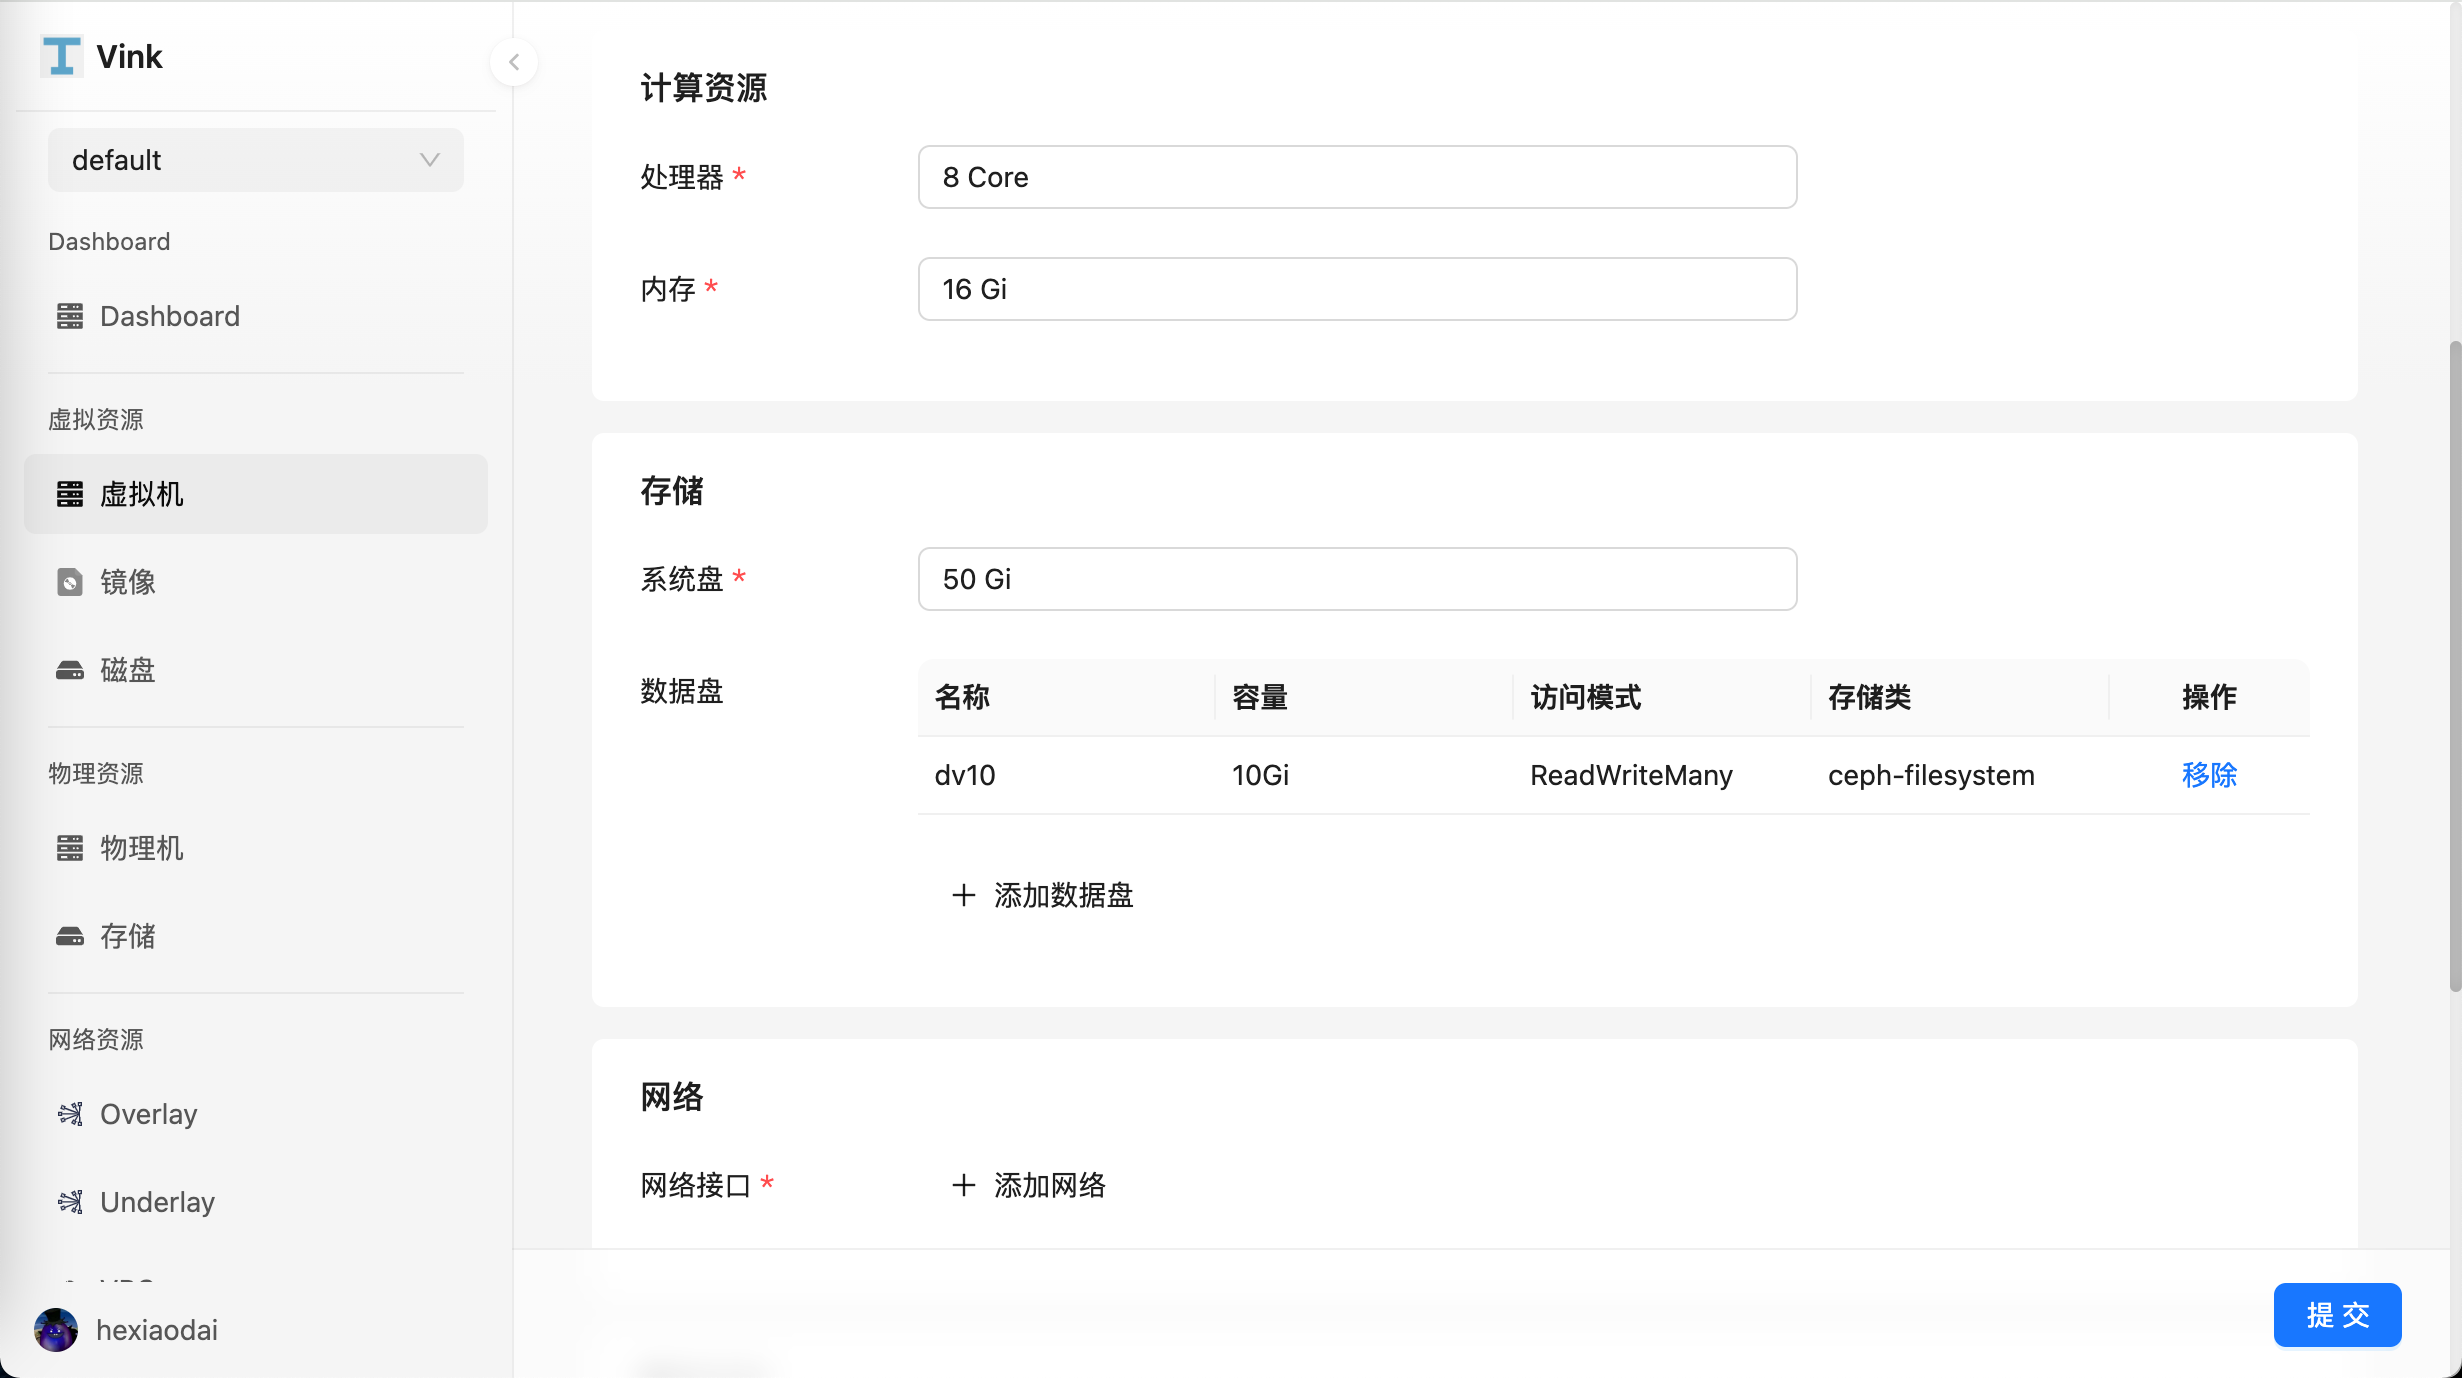 Vink
default
Dashboard
Dashboard
虚拟资源
虚拟机
镜像
磁盘
物理资源
物理机
存储
网络资源
Overlay
Underlay
hexiaodai
计算资源
处理器 *
8 Core
内存 *
16 Gi
存储
系统盘 *
50 Gi
数据盘
名称 容量 访问模式 存储类 操作
dv10 10Gi ReadWriteMany ceph-filesystem 移除
+ 添加数据盘
网络
网络接口 *
+ 添加网络
提交